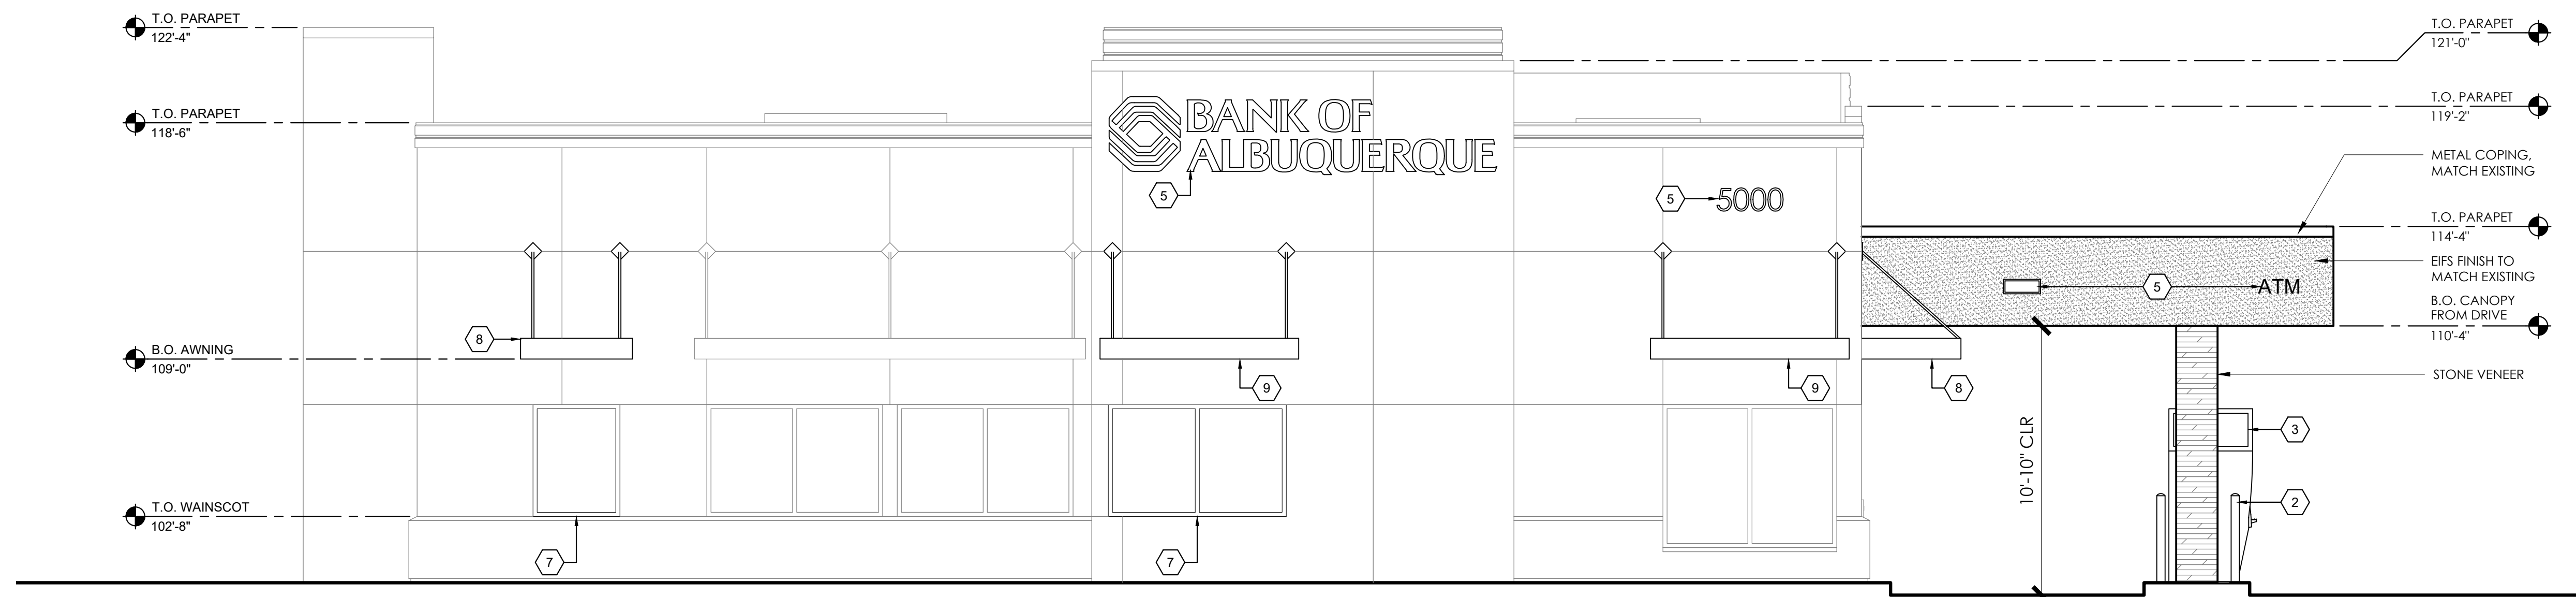 T.O. PARAPET
122'-4"
T.O. PARAPET
118'-6"
B.O. AWNING
109'-0"
T.O. WAINSCOT
102'-8"
BANK OF
ALBUQUERQUE
5
5
5000
8
9
9
8
7
7
5
ATM
10'-10" CLR
3
2
T.O. PARAPET
121'-0"
T.O. PARAPET
119'-2"
METAL COPING,
MATCH EXISTING
T.O. PARAPET
114'-4"
EIFS FINISH TO
MATCH EXISTING
B.O. CANOPY
FROM DRIVE
110'-4"
STONE VENEER